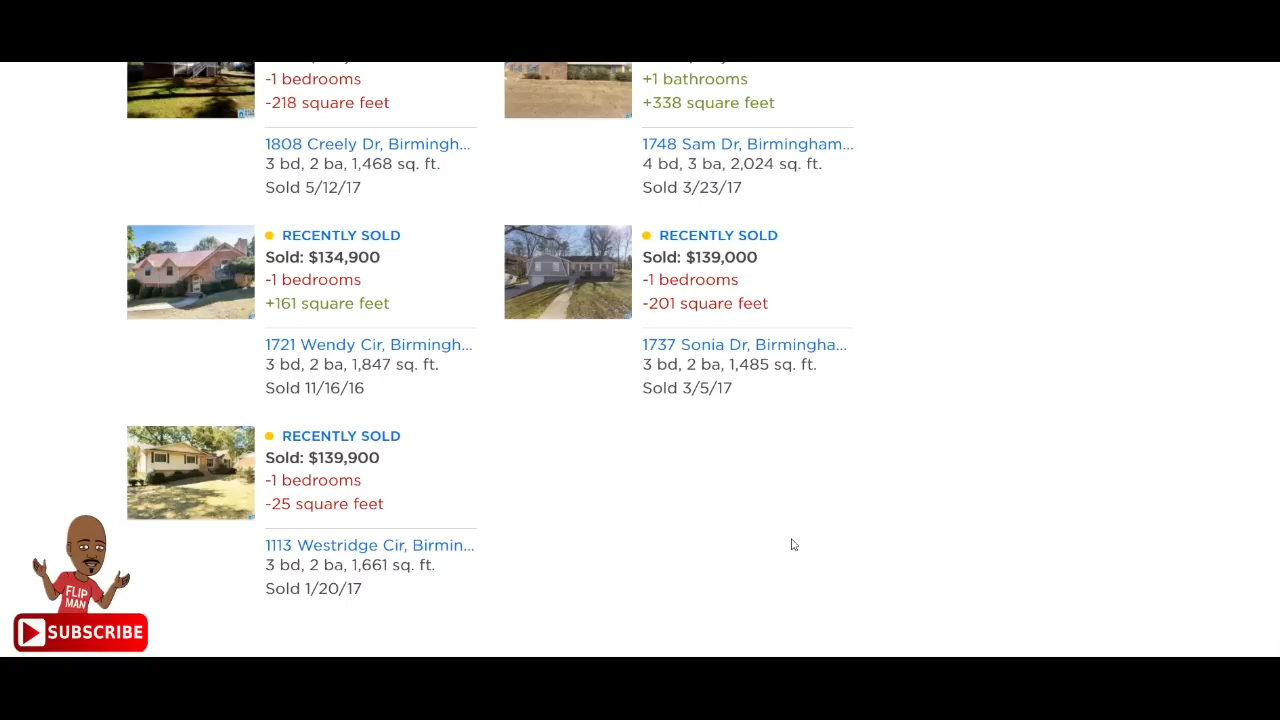 -1 bedrooms
-218 square feet
1808 Creely Dr, Birmingh...
3 bd, 2 ba, 1,468 sq. ft.
Sold 5/12/17
+1 bathrooms
+338 square feet
1748 Sam Dr, Birmingham...
4 bd, 3 ba, 2,024 sq. ft.
Sold 3/23/17
RECENTLY SOLD
Sold: $134,900
-1 bedrooms
+161 square feet
1721 Wendy Cir, Birmingh...
3 bd, 2 ba, 1,847 sq. ft.
Sold 11/16/16
RECENTLY SOLD
Sold: $139,000
-1 bedrooms
-201 square feet
1737 Sonia Dr, Birmingha...
3 bd, 2 ba, 1,485 sq. ft.
Sold 3/5/17
RECENTLY SOLD
Sold: $139,900
-1 bedrooms
-25 square feet
1113 Westridge Cir, Birmin...
3 bd, 2 ba, 1,661 sq. ft.
Sold 1/20/17
FLIP
MAN
SUBSCRIBE